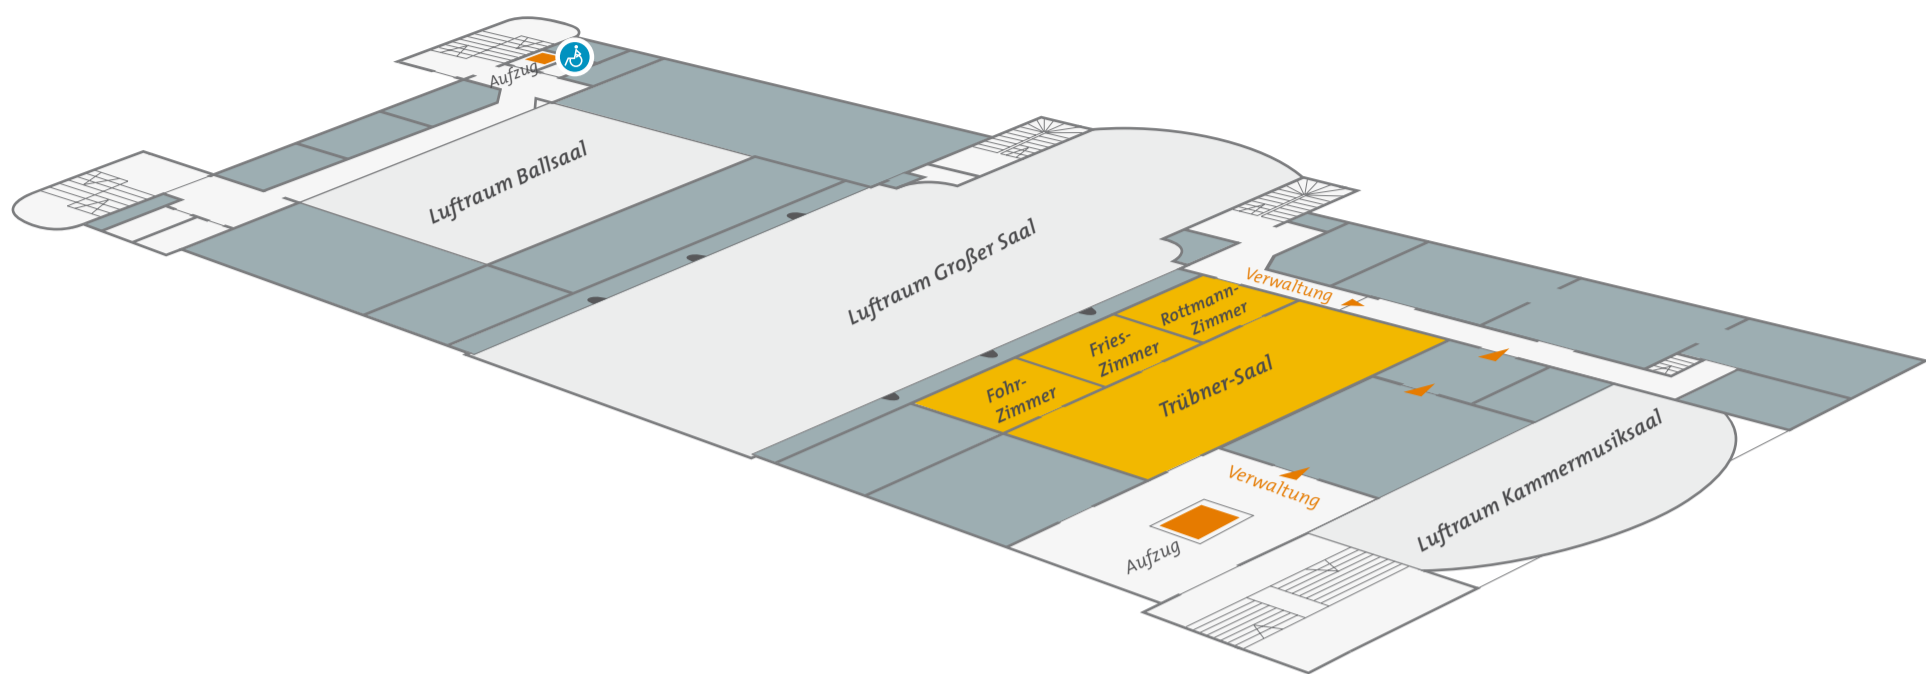 Aufzug
Luftraum Ballsaal
Luftraum Großer Saal
Verwaltung
Rottmann-
Zimmer
Fries-
Zimmer
Fohr-
Zimmer
Trübner-Saal
Verwaltung
Luftraum Kammermusiksaal
Aufzug